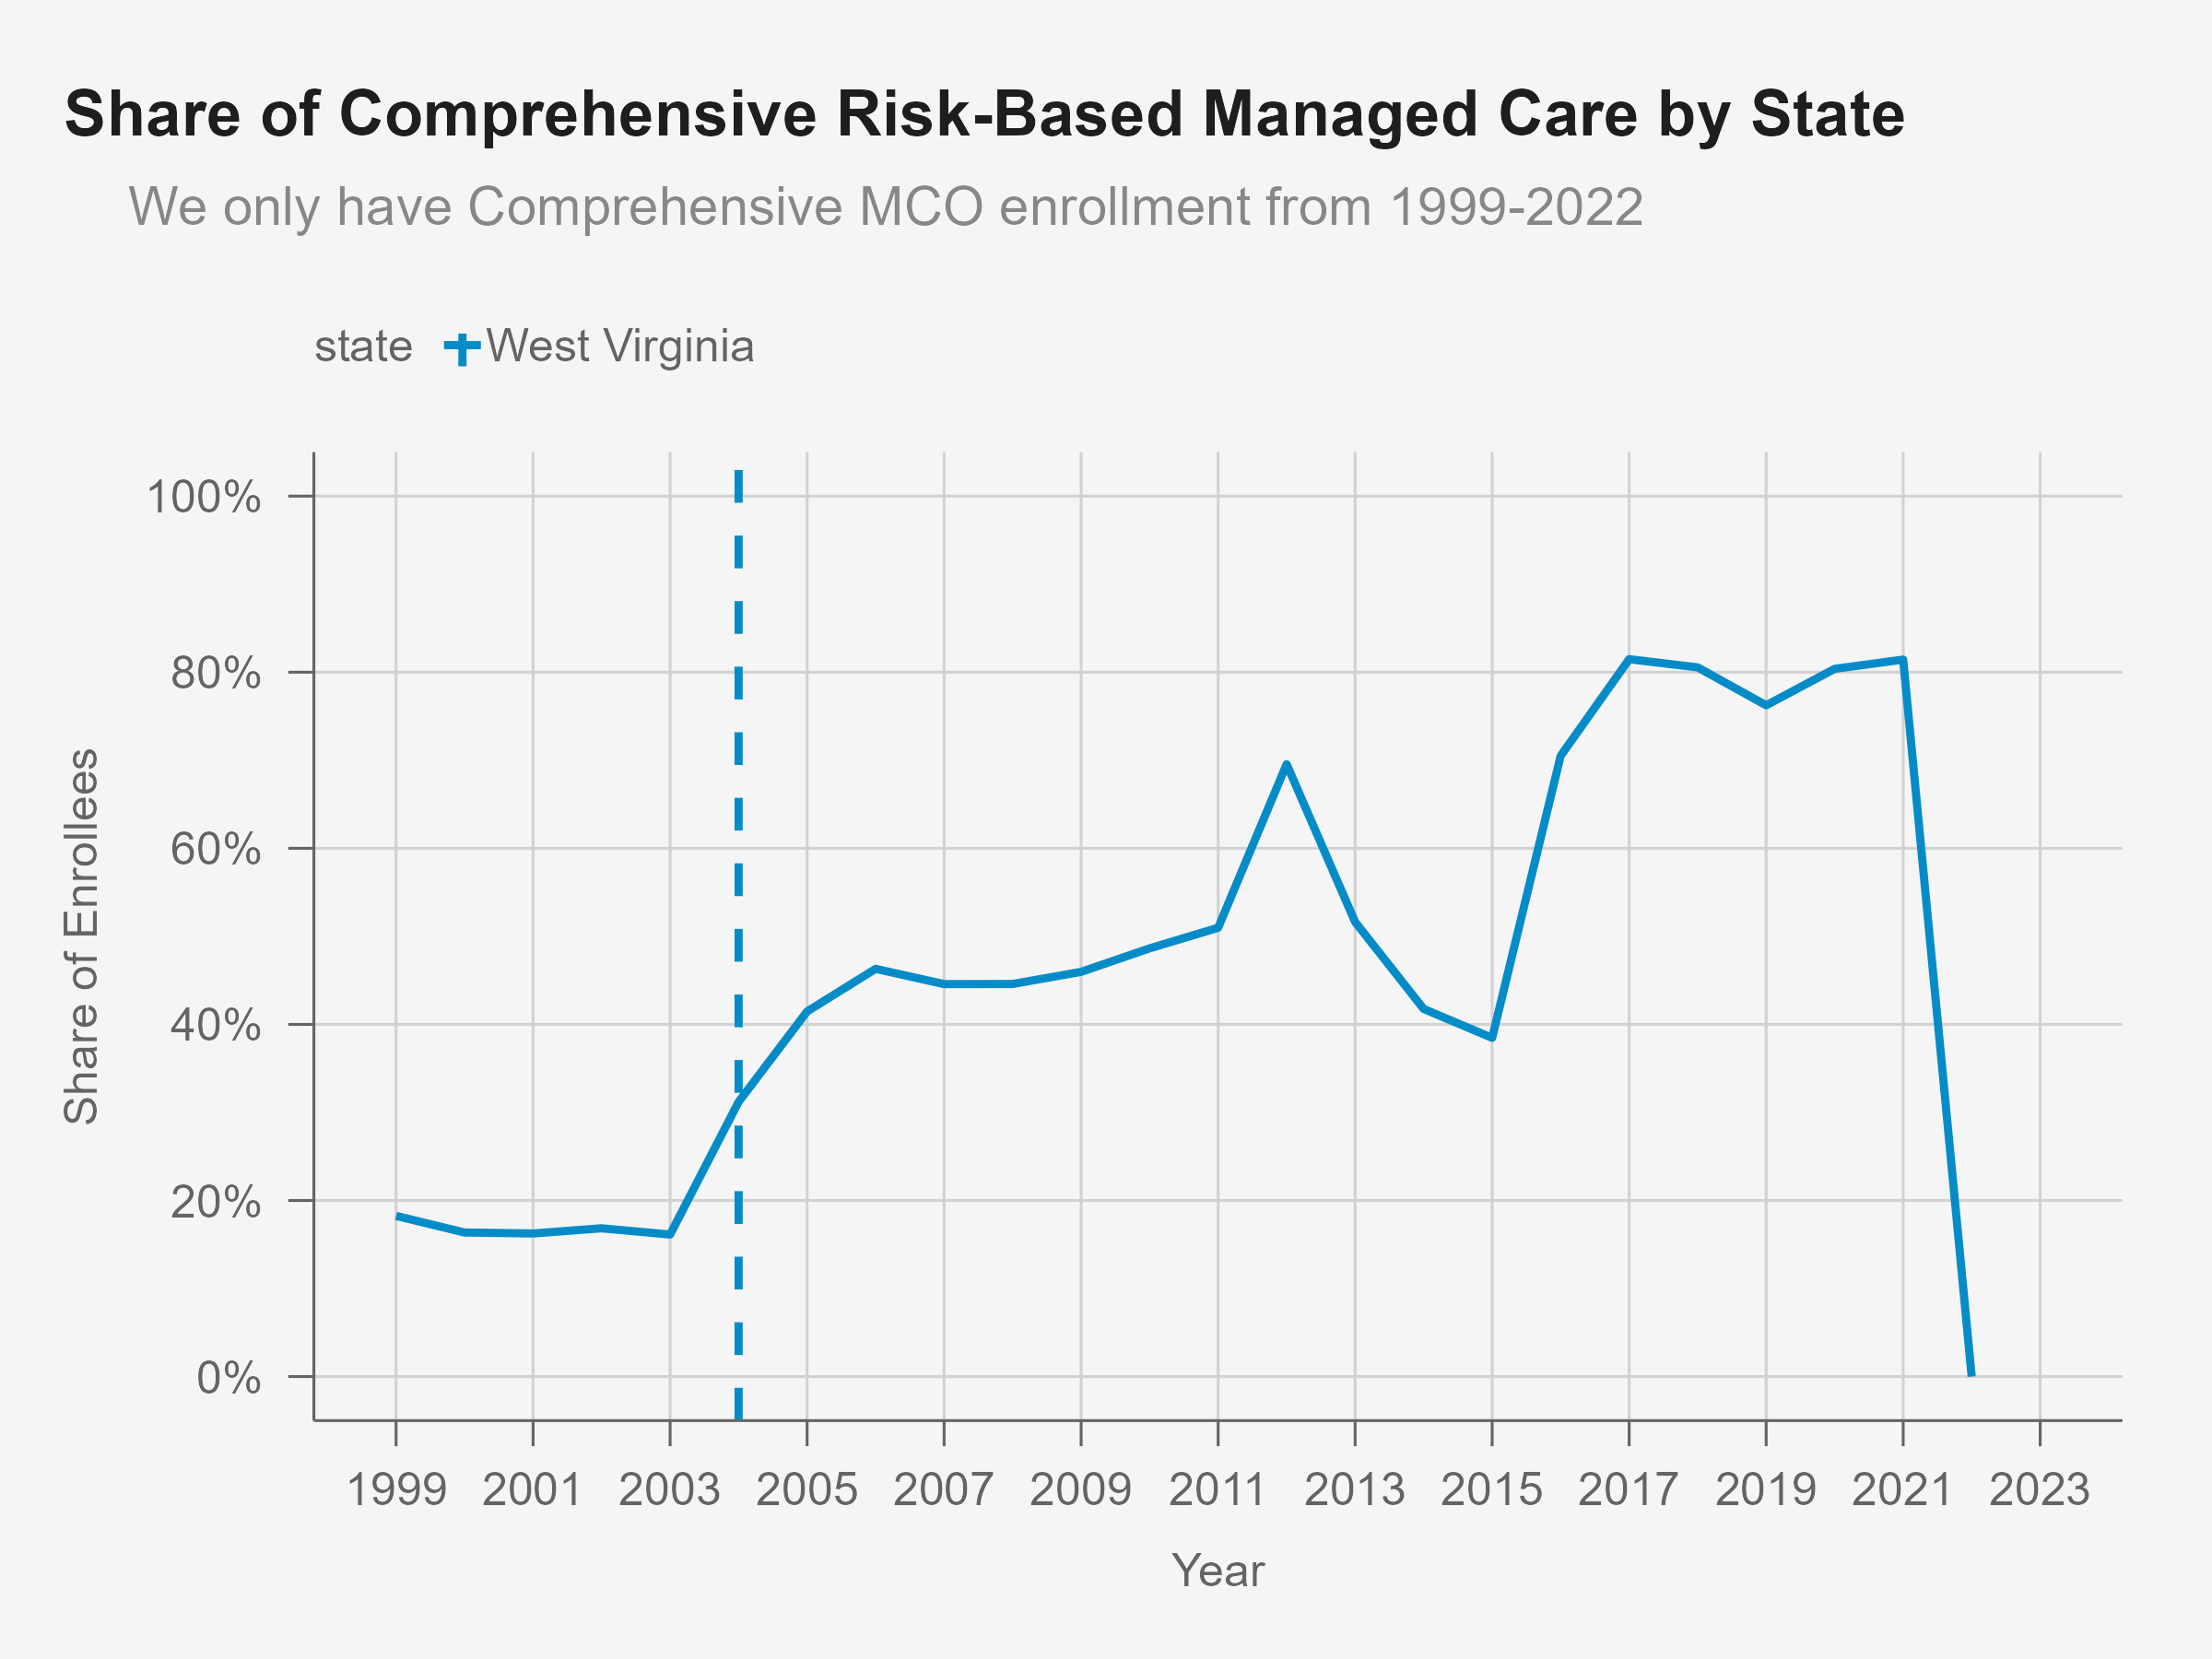 Share of Comprehensive Risk-Based Managed Care by State
We only have Comprehensive MCO enrollment from 1999-2022
state West Virginia
100%
80%
60%
40%
20%
0%
Share of Enrollees
1999 2001 2003 2005 2007 2009 2011 2013 2015 2017 2019 2021 2023
Year